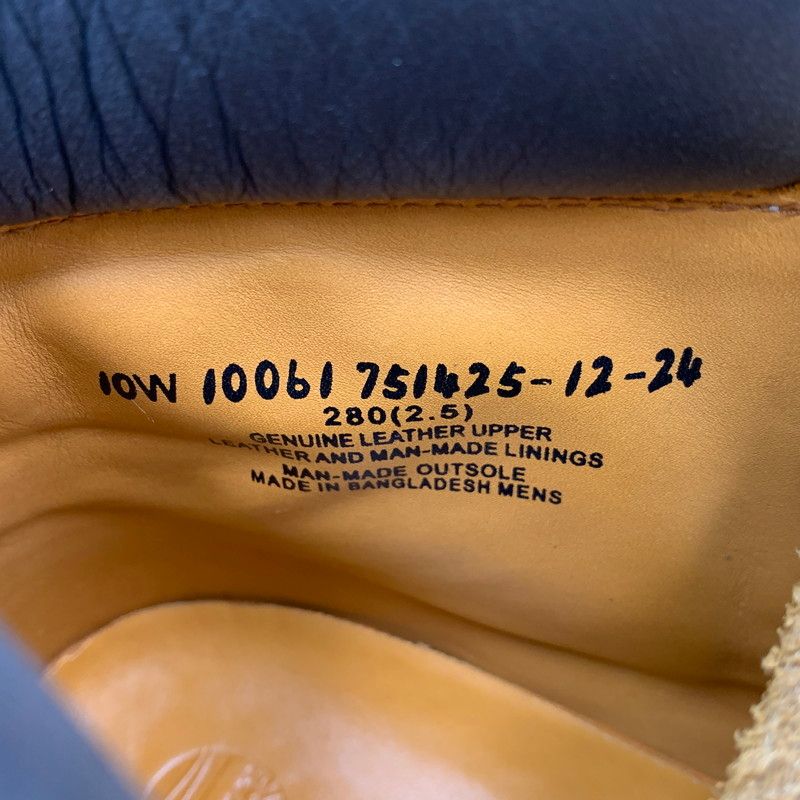 10W 10061 751425-12-24
280(2.5)
GENUINE LEATHER UPPER
LEATHER AND MAN-MADE LININGS
MAN-MADE OUTSOLE
MADE IN BANGLADESH MENS